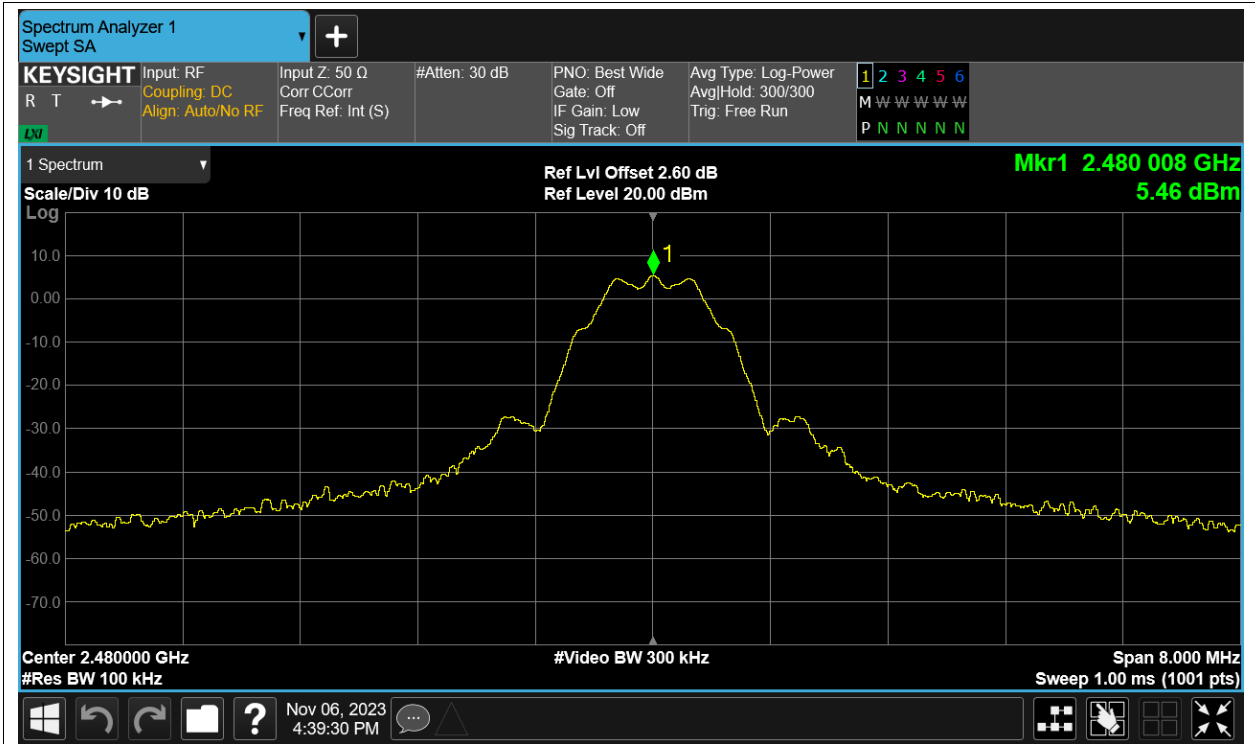 Spectrum Analyzer 1
Swept SA
KEYSIGHT
R T
LXI
Input: RF
Coupling: DC
Align: Auto/No RF
Input Z: 50 Ω
Corr CCorr
Freq Ref: Int (S)
#Atten: 30 dB
PNO: Best Wide
Gate: Off
IF Gain: Low
Sig Track: Off
Avg Type: Log-Power
Avg|Hold: 300/300
Trig: Free Run
1 2 3 4 5 6
M W W W W W W
P N N N N N
1 Spectrum
Scale/Div 10 dB
Log
Ref Lvl Offset 2.60 dB
Ref Level 20.00 dBm
Mkr1 2.480 008 GHz
5.46 dBm
1
10.0
0.00
-10.0
-20.0
-30.0
-40.0
-50.0
-60.0
-70.0
Center 2.480000 GHz
#Video BW 300 kHz
Span 8.000 MHz
#Res BW 100 kHz
Sweep 1.00 ms (1001 pts)
?
Nov 06, 2023
4:39:30 PM